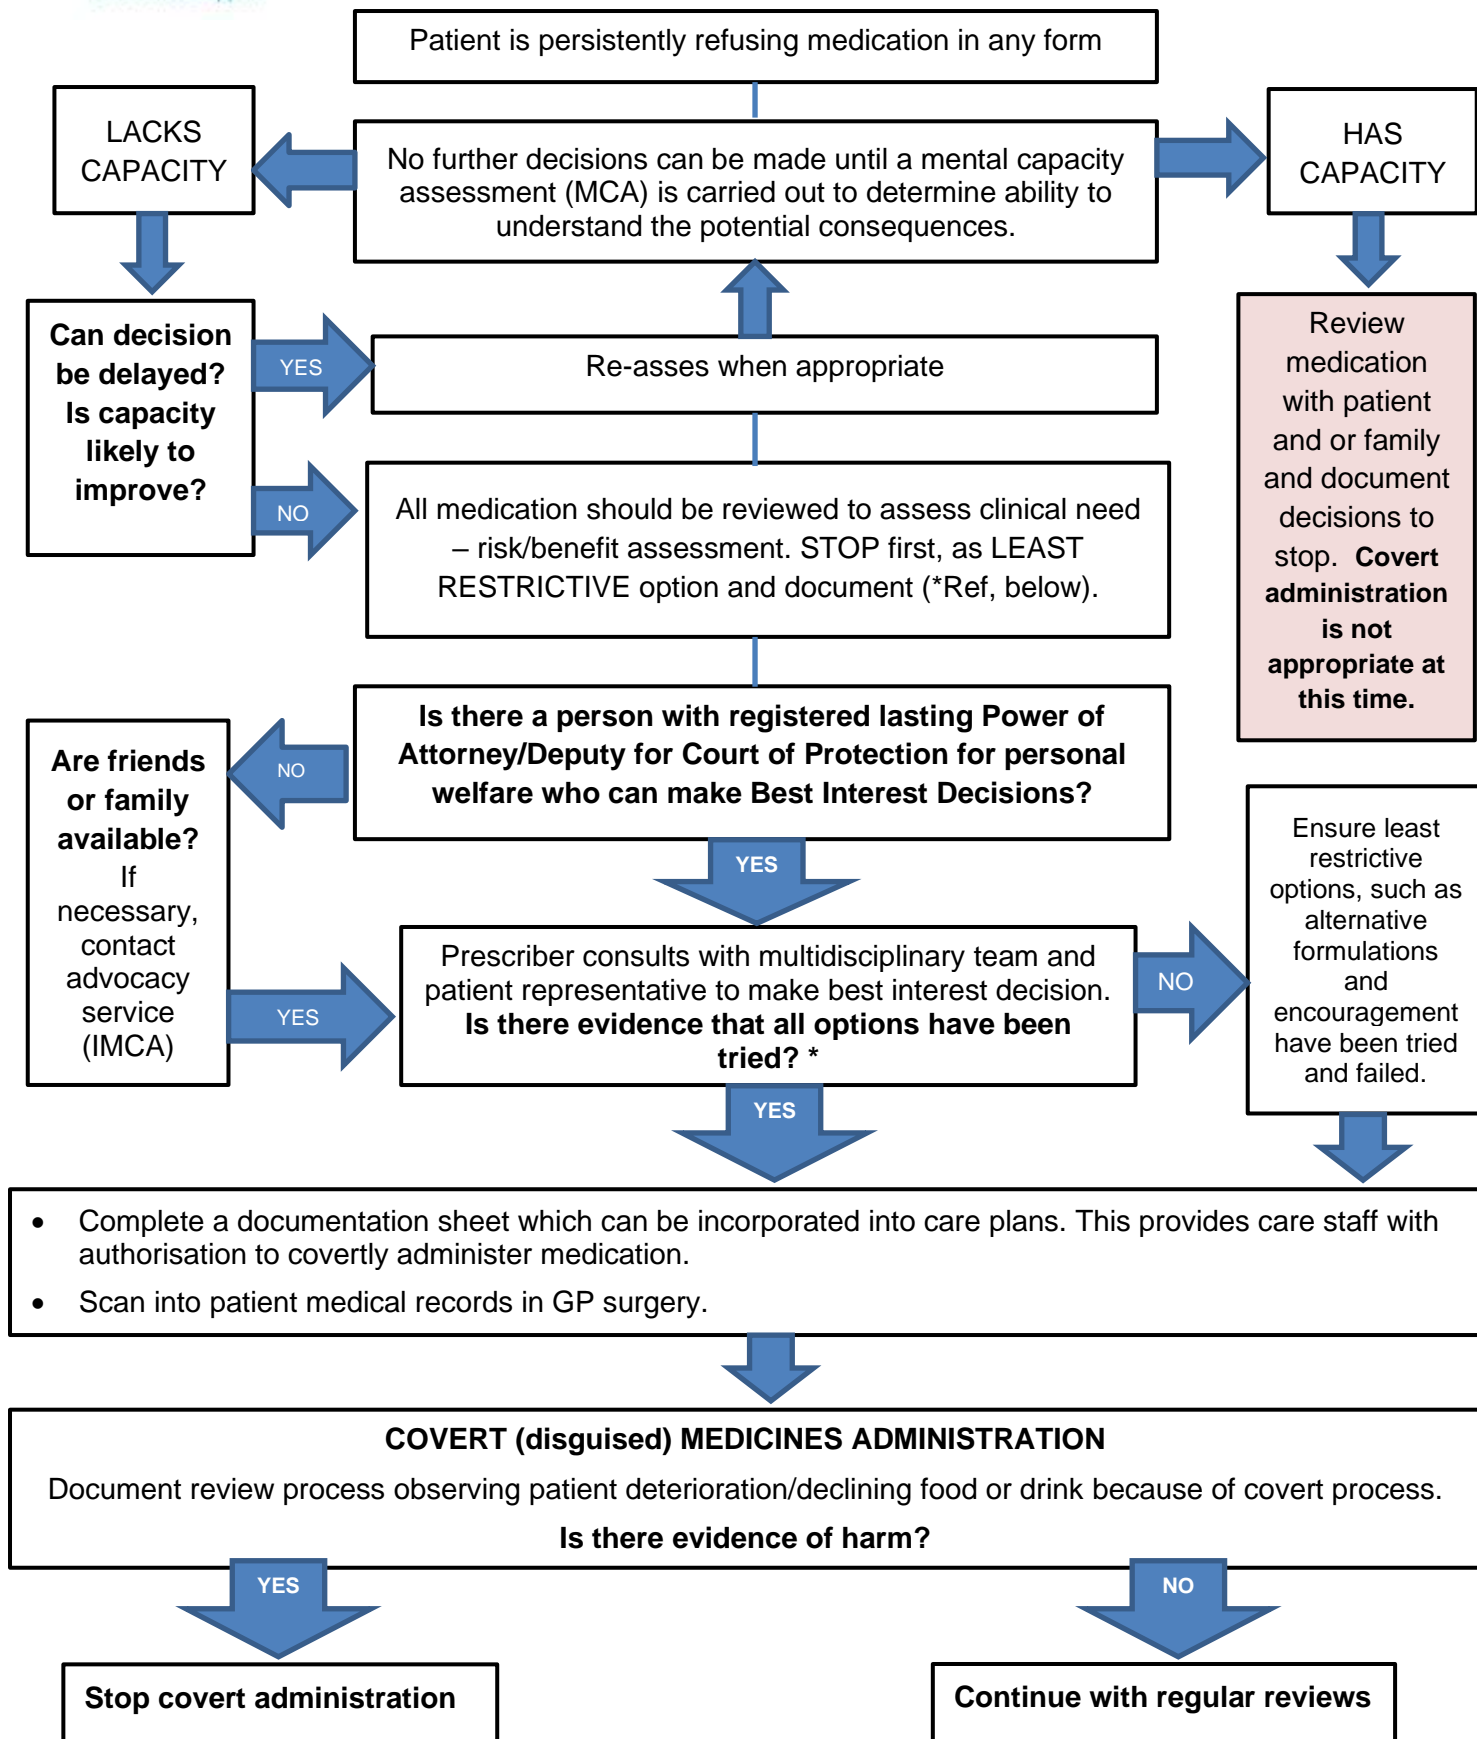 Patient is persistently refusing medication in any form
LACKS
CAPACITY
No further decisions can be made until a mental capacity
assessment (MCA) is carried out to determine ability to
understand the potential consequences.
HAS
CAPACITY
Can decision
be delayed?
Is capacity
likely to
improve?
YES
Re-asses when appropriate
NO
All medication should be reviewed to assess clinical need
– risk/benefit assessment. STOP first, as LEAST
RESTRICTIVE option and document (*Ref, below).
Review
medication
with patient
and or family
and document
decisions to
stop. Covert
administration
is not
appropriate at
this time.
Is there a person with registered lasting Power of
Attorney/Deputy for Court of Protection for personal
welfare who can make Best Interest Decisions?
NO
Are friends
or family
available?
If
necessary,
contact
advocacy
service
(IMCA)
YES
YES
Prescriber consults with multidisciplinary team and
patient representative to make best interest decision.
Is there evidence that all options have been
tried? *
NO
Ensure least
restrictive
options, such as
alternative
formulations
and
encouragement
have been tried
and failed.
YES
• Complete a documentation sheet which can be incorporated into care plans. This provides care staff with
authorisation to covertly administer medication.
• Scan into patient medical records in GP surgery.
COVERT (disguised) MEDICINES ADMINISTRATION
Document review process observing patient deterioration/declining food or drink because of covert process.
Is there evidence of harm?
YES
NO
Stop covert administration
Continue with regular reviews